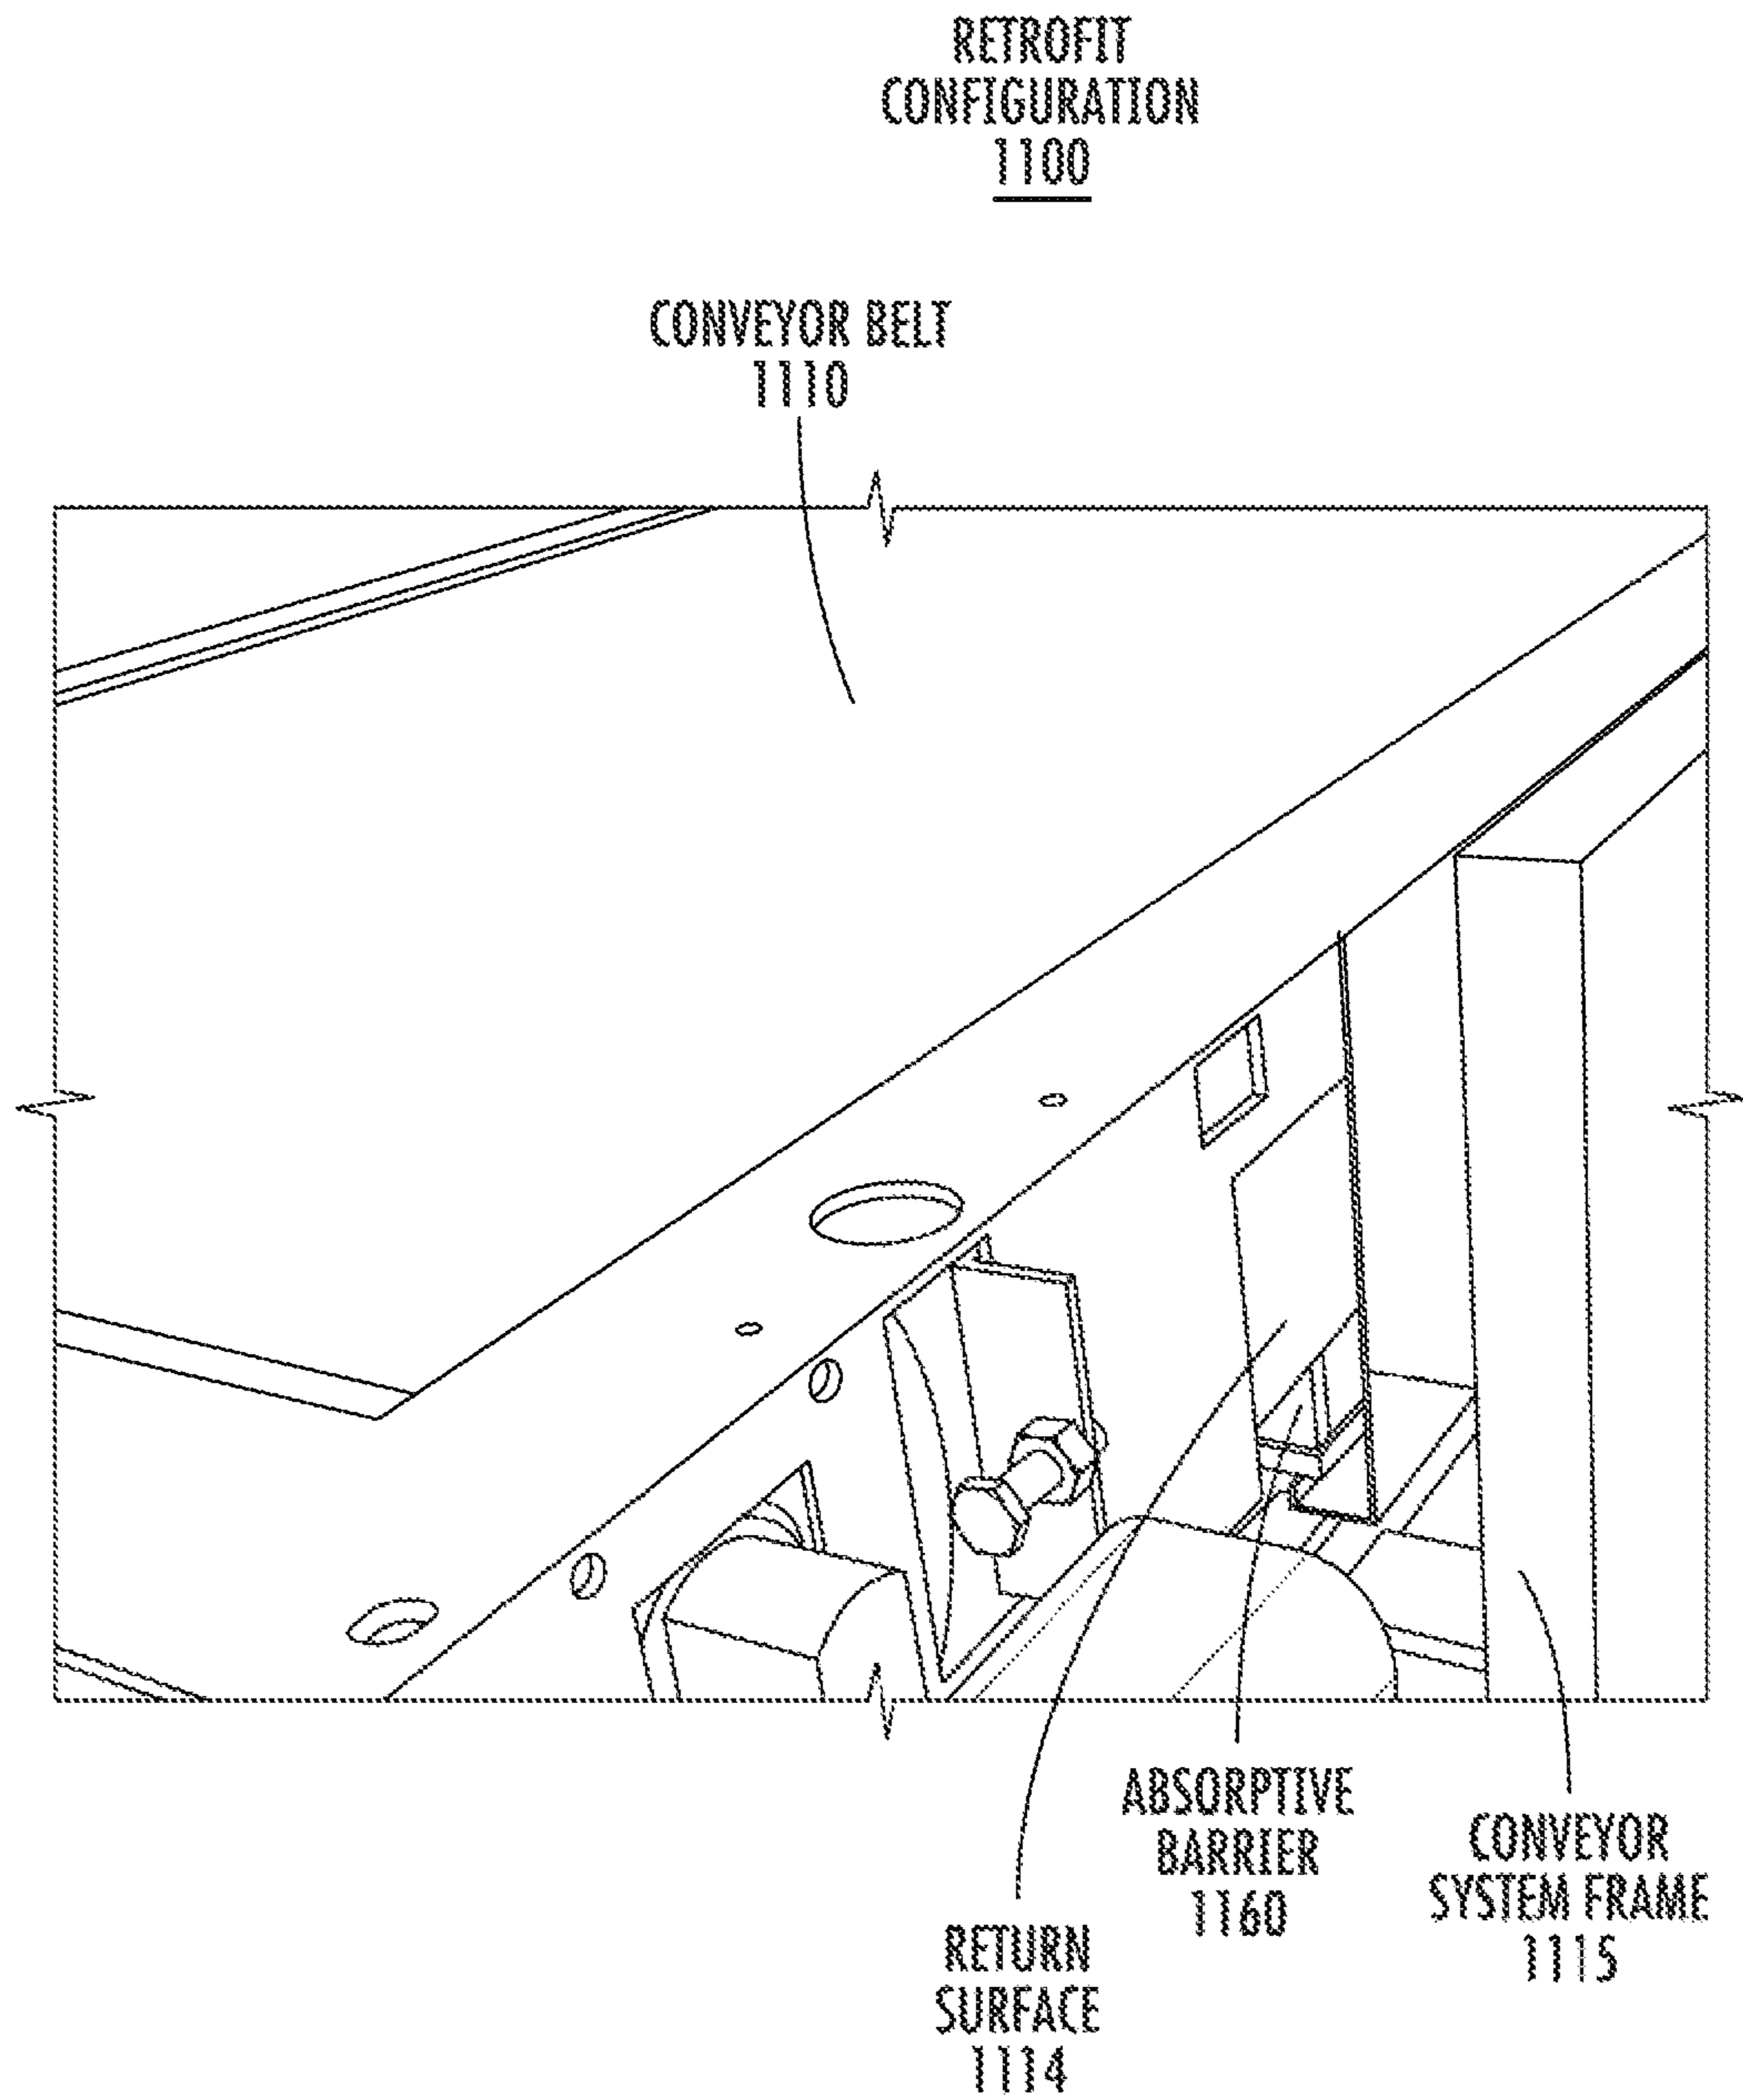 RETROFIT
CONFIGURATION
1100
CONVEYOR BELT
1110
ABSORPTIVE
BARRIER
1160
CONVEYOR
SYSTEM FRAME
1115
RETURN
SURFACE
1114